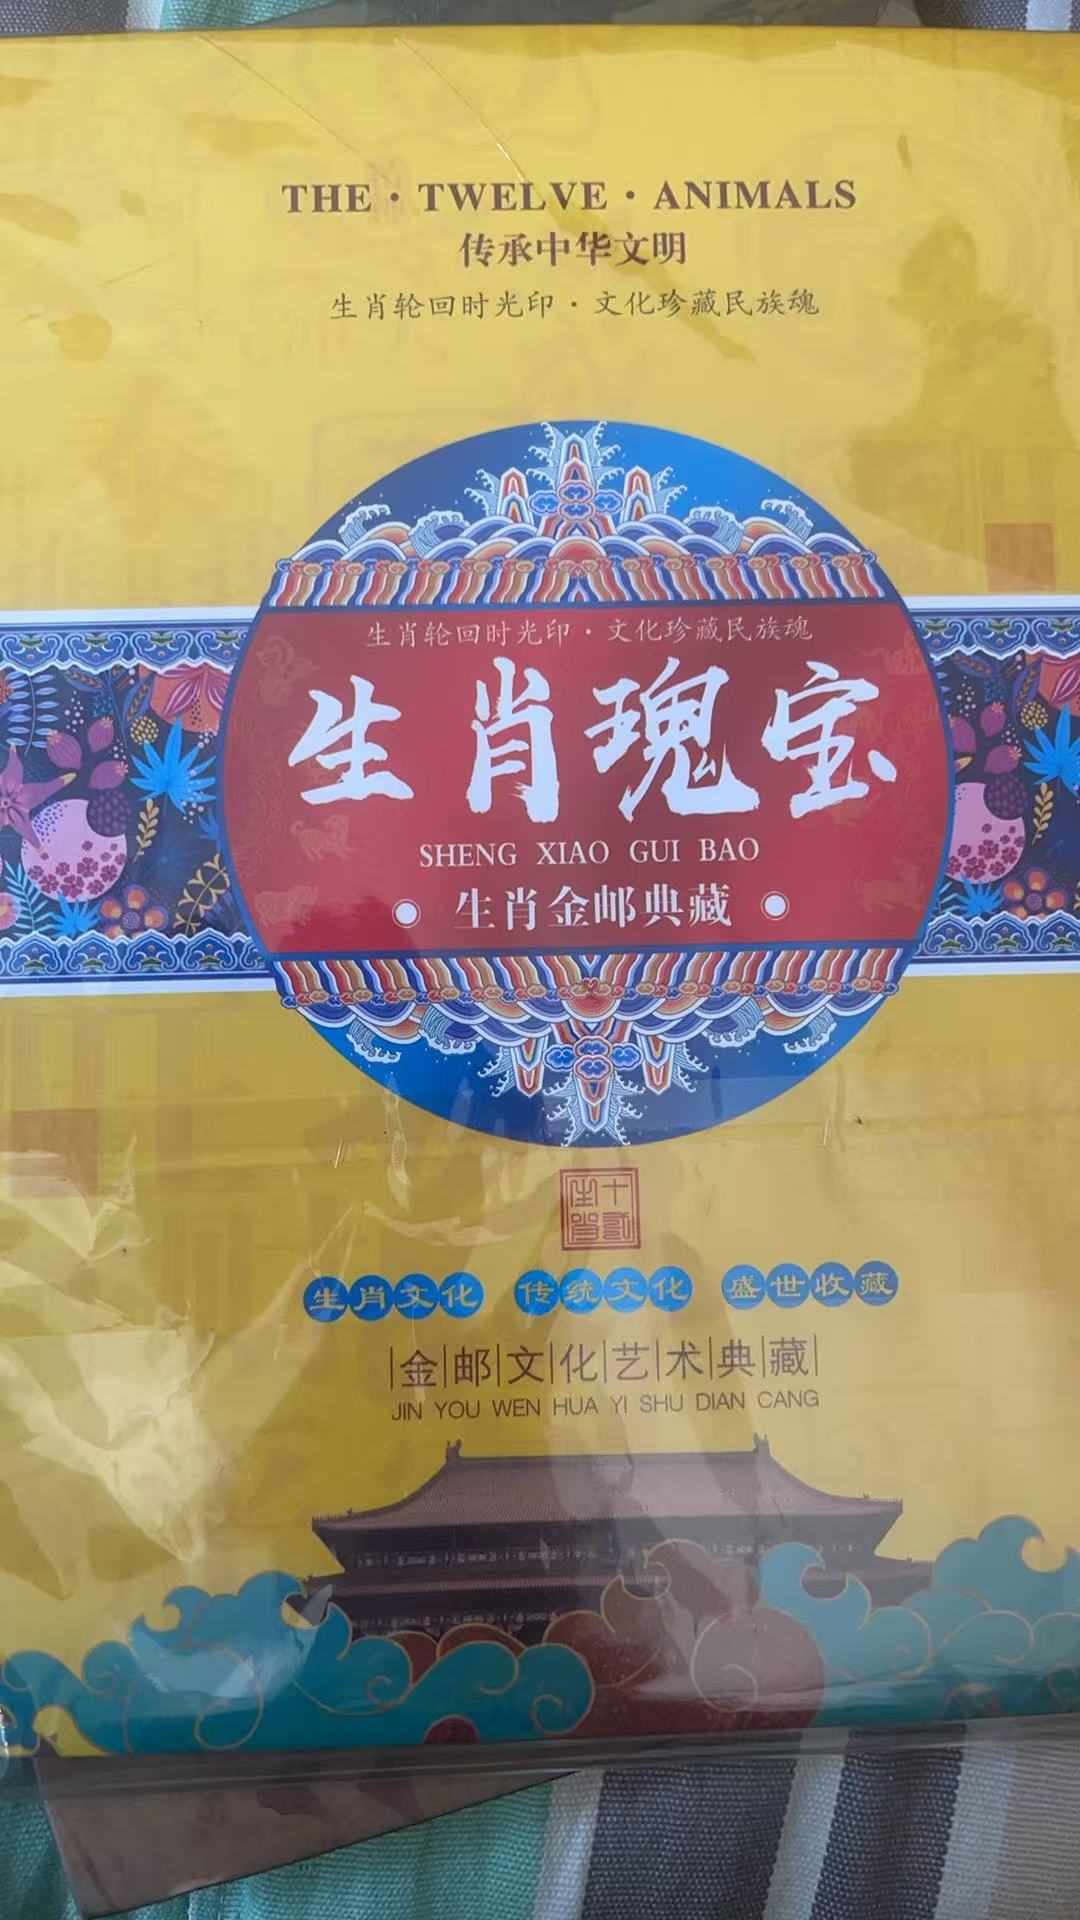 THE · TWELVE · ANIMALS
传承中华文明
生肖轮回时光印 · 文化珍藏民族魂
生肖轮回时光印 · 文化珍藏民族魂
生肖瑰宝
SHENG XIAO GUI BAO
生肖金邮典藏
十二生肖
生肖文化 传统文化 盛世收藏
金邮文化艺术典藏
JIN YOU WEN HUA YI SHU DIAN CANG